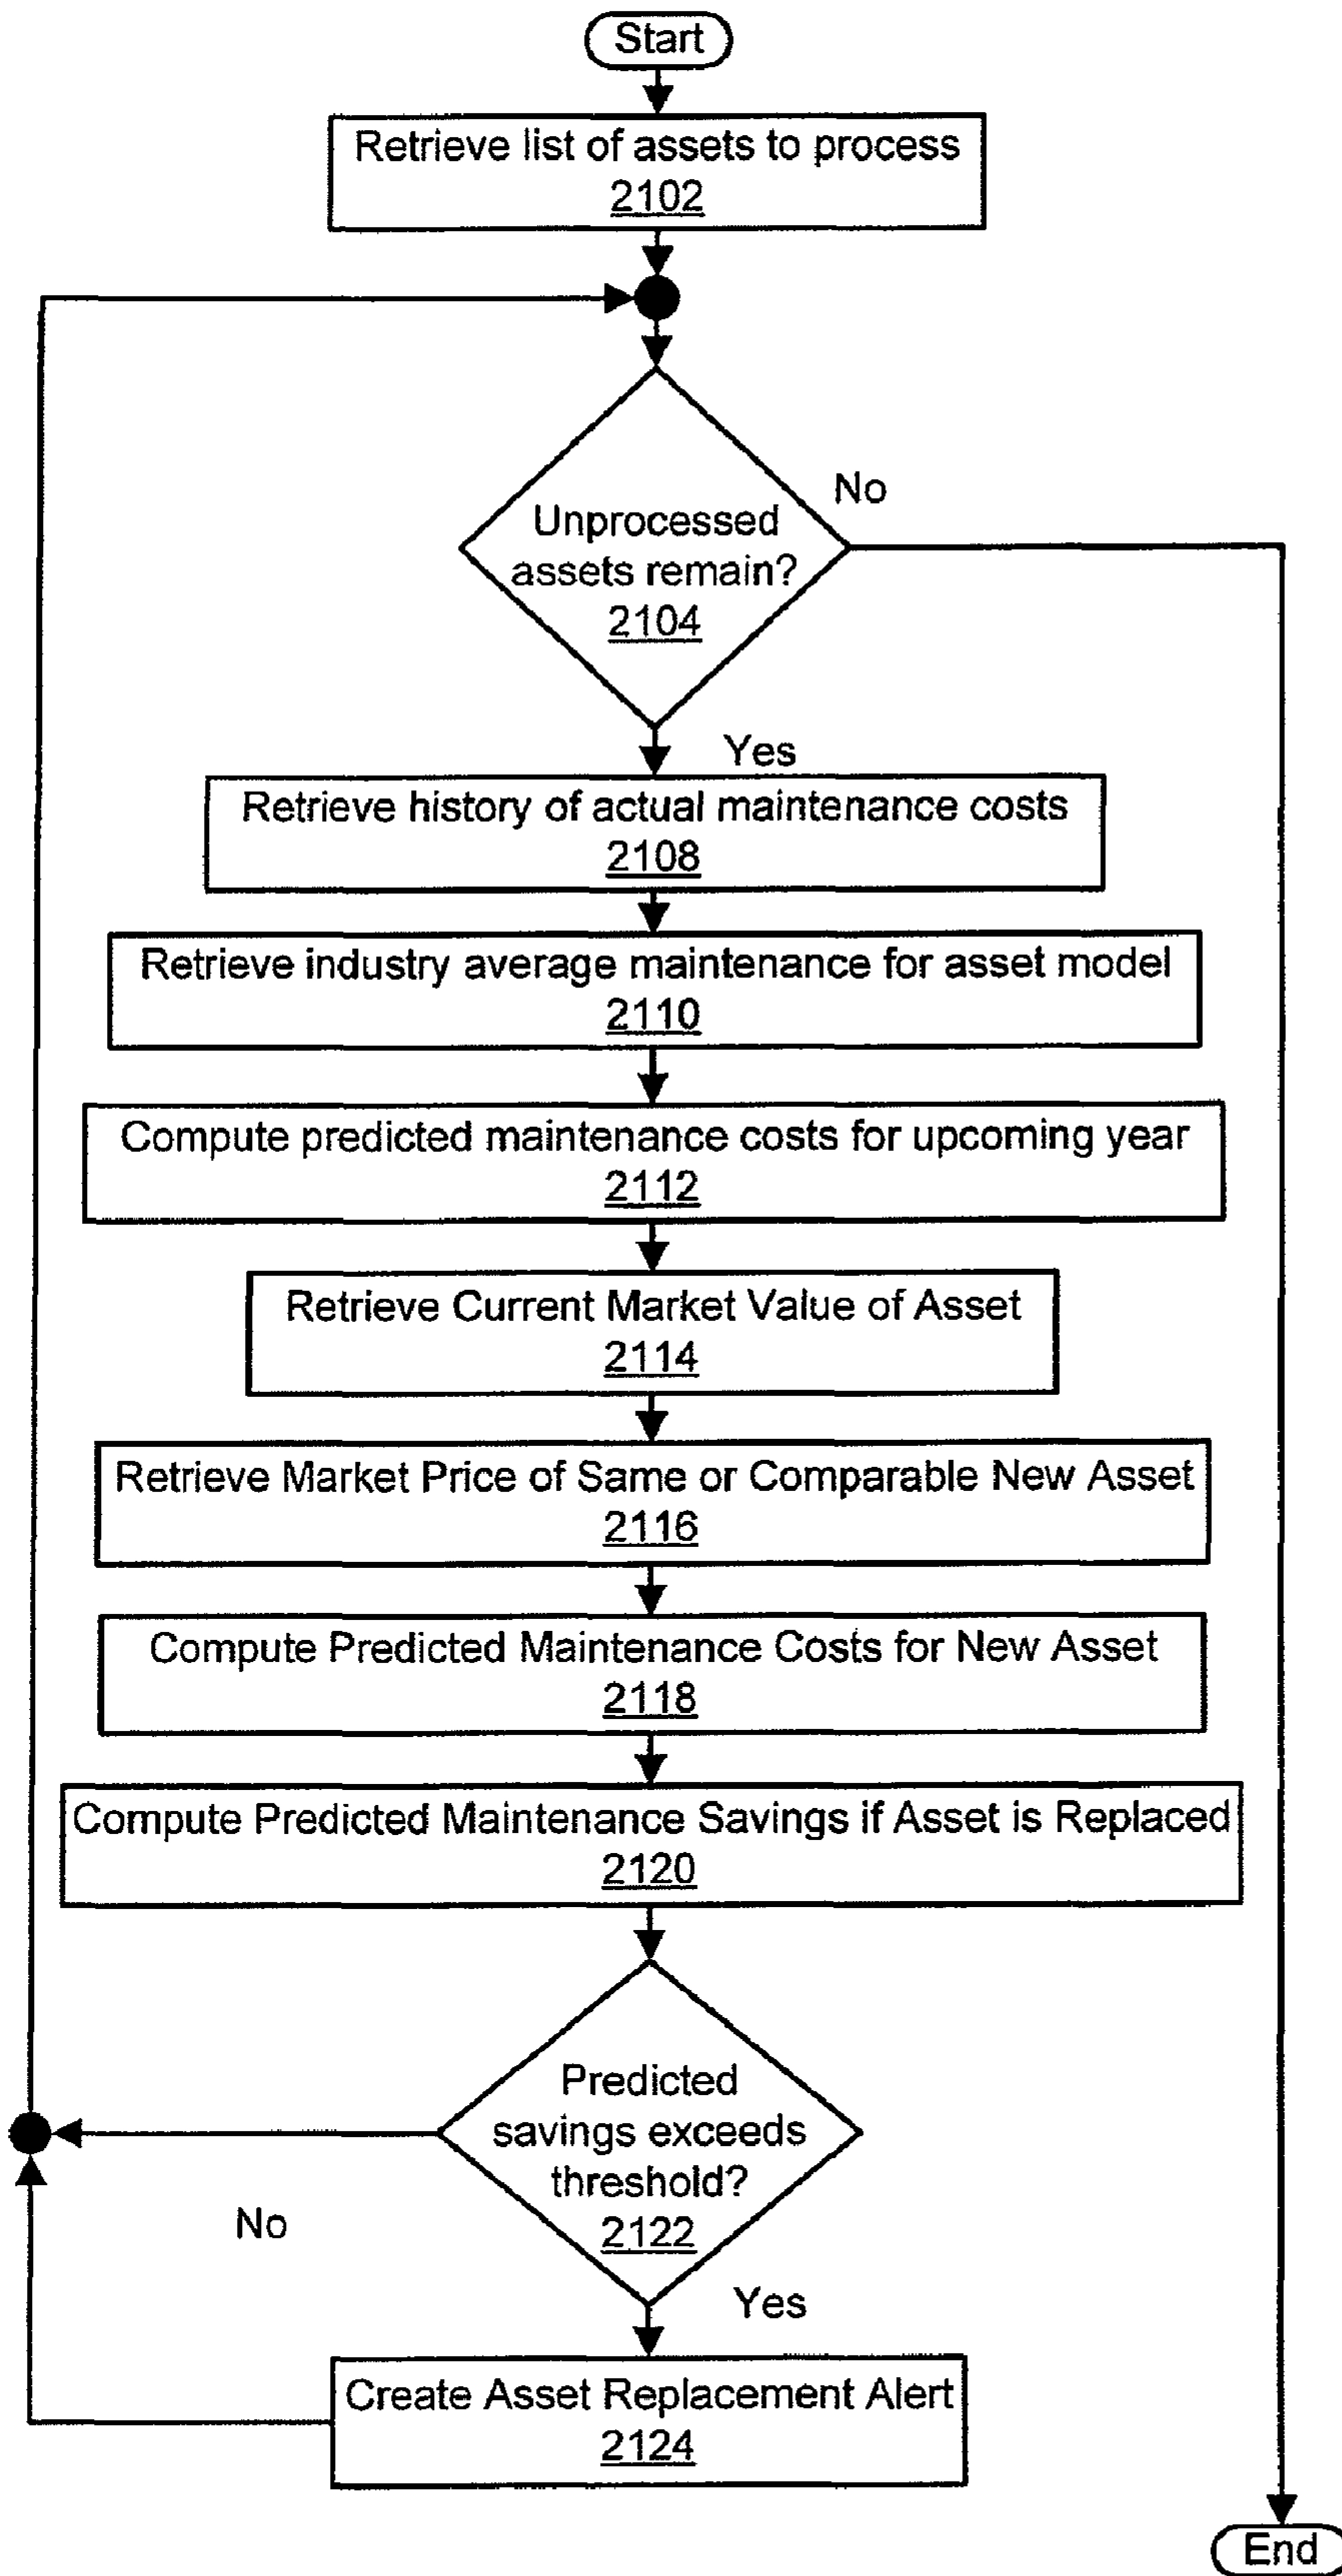 Start
Retrieve list of assets to process
2102
No
Unprocessed
assets remain?
2104
Yes
Retrieve history of actual maintenance costs
2108
Retrieve industry average maintenance for asset model
2110
Compute predicted maintenance costs for upcoming year
2112
Retrieve Current Market Value of Asset
2114
Retrieve Market Price of Same or Comparable New Asset
2116
Compute Predicted Maintenance Costs for New Asset
2118
Compute Predicted Maintenance Savings if Asset is Replaced
2120
Predicted
savings exceeds
threshold?
2122
No
Yes
Create Asset Replacement Alert
2124
End